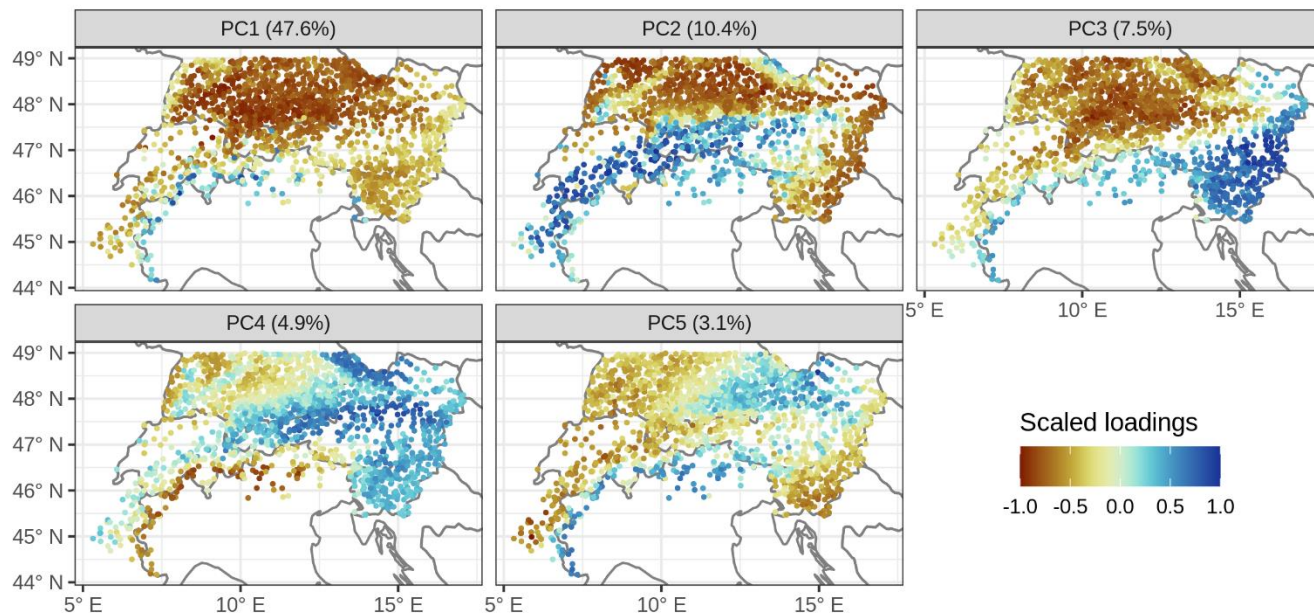 PC1 (47.6%) PC2 (10.4%) PC3 (7.5%)
49° N
48° N
47° N
46° N
45° N
44° N
5° E 10° E 15° E
PC4 (4.9%) PC5 (3.1%)
49° N
48° N
47° N
46° N
45° N
44° N
5° E 10° E 15° E 5° E 10° E 15° E
Scaled loadings
-1.0 -0.5 0.0 0.5 1.0